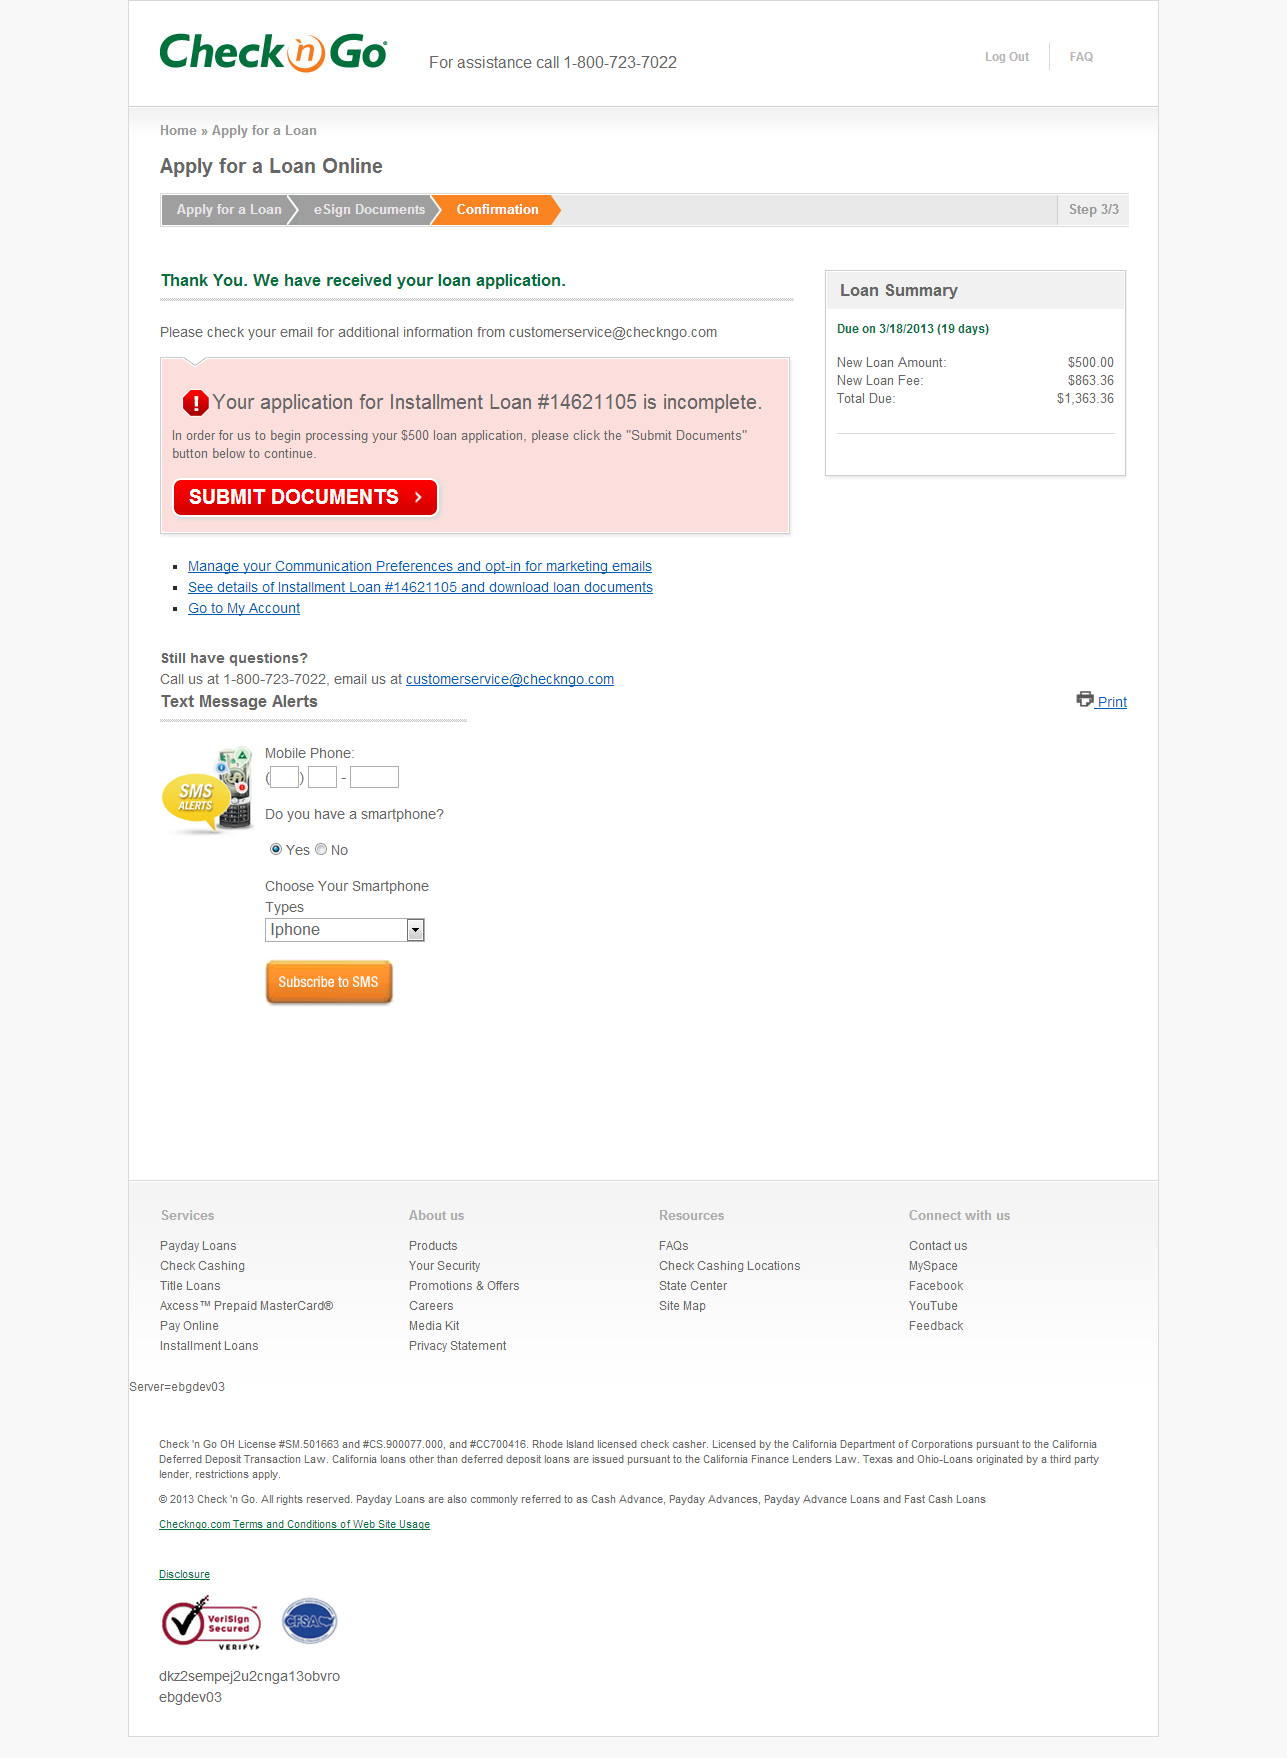 Check 'n Go
For assistance call 1-800-723-7022
Log Out
FAQ
Home » Apply for a Loan
Apply for a Loan Online
Apply for a Loan
eSign Documents
Confirmation
Step 3/3
Thank You. We have received your loan application.
Please check your email for additional information from customerservice@checkngo.com
! Your application for Installment Loan #14621105 is incomplete.
In order for us to begin processing your $500 loan application, please click the "Submit Documents"
button below to continue.
SUBMIT DOCUMENTS
Loan Summary
Due on 3/18/2013 (19 days)
New Loan Amount: $500.00
New Loan Fee: $863.36
Total Due: $1,363.36
Manage your Communication Preferences and opt-in for marketing emails
See details of Installment Loan #14621105 and download loan documents
Go to My Account
Still have questions?
Call us at 1-800-723-7022, email us at customerservice@checkngo.com
Text Message Alerts
Print
SMS
ALERTS
Mobile Phone:
( ) -
Do you have a smartphone?
Yes No
Choose Your Smartphone
Types
Iphone
Subscribe to SMS
Services
Payday Loans
Check Cashing
Title Loans
Axcess™ Prepaid MasterCard®
Pay Online
Installment Loans
About us
Products
Your Security
Promotions & Offers
Careers
Media Kit
Privacy Statement
Resources
FAQs
Check Cashing Locations
State Center
Site Map
Connect with us
Contact us
MySpace
Facebook
YouTube
Feedback
Server=ebgdev03
Check 'n Go OH License #SM.501663 and #CS.900077.000, and #CC700416. Rhode Island licensed check casher. Licensed by the California Department of Corporations pursuant to the California
Deferred Deposit Transaction Law. California loans other than deferred deposit loans are issued pursuant to the California Finance Lenders Law. Texas and Ohio-Loans originated by a third party
lender, restrictions apply.
© 2013 Check 'n Go. All rights reserved. Payday Loans are also commonly referred to as Cash Advance, Payday Advances, Payday Advance Loans and Fast Cash Loans
Checkngo.com Terms and Conditions of Web Site Usage
Disclosure
VeriSign
Secured
VERIFY
CFSA
dkz2sempej2u2cnga13obvro
ebgdev03